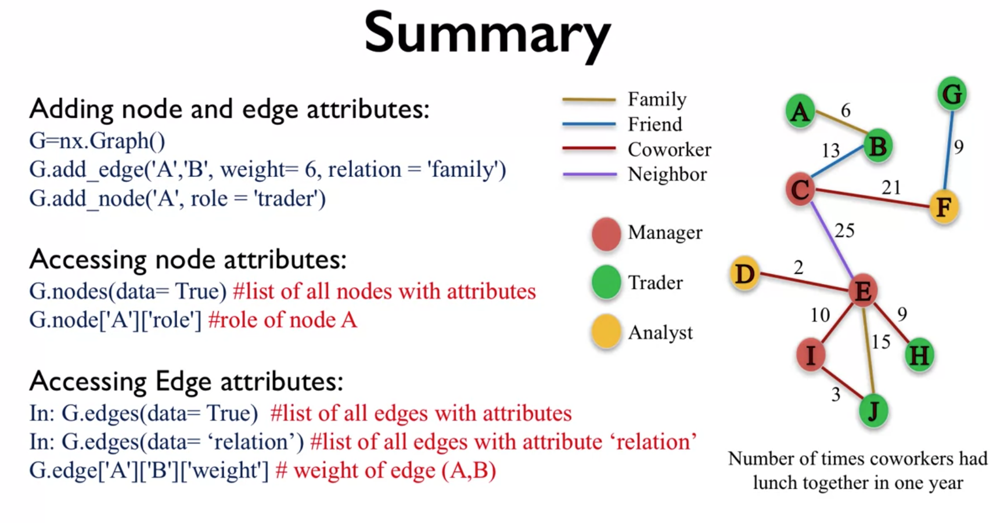 Summary
Adding node and edge attributes:
G=nx.Graph()
G.add_edge('A','B', weight= 6, relation = 'family')
G.add_node('A', role = 'trader')
Accessing node attributes:
G.nodes(data= True) #list of all nodes with attributes
G.node['A']['role'] #role of node A
Accessing Edge attributes:
In: G.edges(data= True) #list of all edges with attributes
In: G.edges(data= ‘relation’) #list of all edges with attribute ‘relation’
G.edge['A']['B']['weight'] # weight of edge (A,B)
Family
Friend
Coworker
Neighbor
Manager
Trader
Analyst
G
A
6
B
9
13
C
21
F
25
D
2
E
10
9
15
I
H
3
J
Number of times coworkers had
lunch together in one year